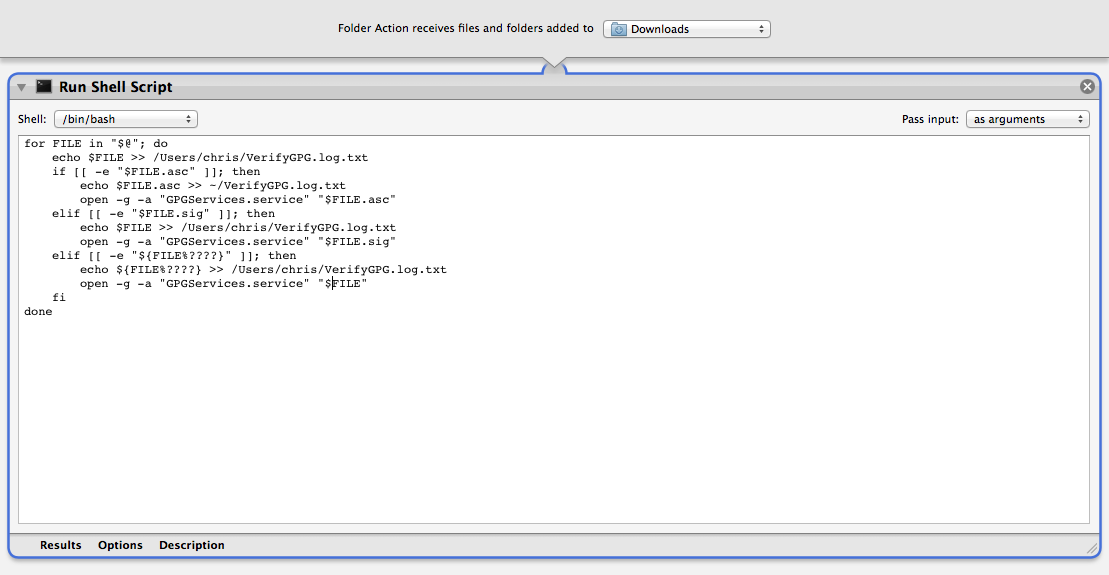 Folder Action receives files and folders added to Downloads
Run Shell Script
Shell: /bin/bash Pass input: as arguments
for FILE in "$@"; do
    echo $FILE >> /Users/chris/VerifyGPG.log.txt
    if [[ -e "$FILE.asc" ]]; then
        echo $FILE.asc >> ~/VerifyGPG.log.txt
        open -g -a "GPGServices.service" "$FILE.asc"
    elif [[ -e "$FILE.sig" ]]; then
        echo $FILE >> /Users/chris/VerifyGPG.log.txt
        open -g -a "GPGServices.service" "$FILE.sig"
    elif [[ -e "${FILE%????}" ]]; then
        echo ${FILE%????} >> /Users/chris/VerifyGPG.log.txt
        open -g -a "GPGServices.service" "$FILE"
    fi
done
Results Options Description